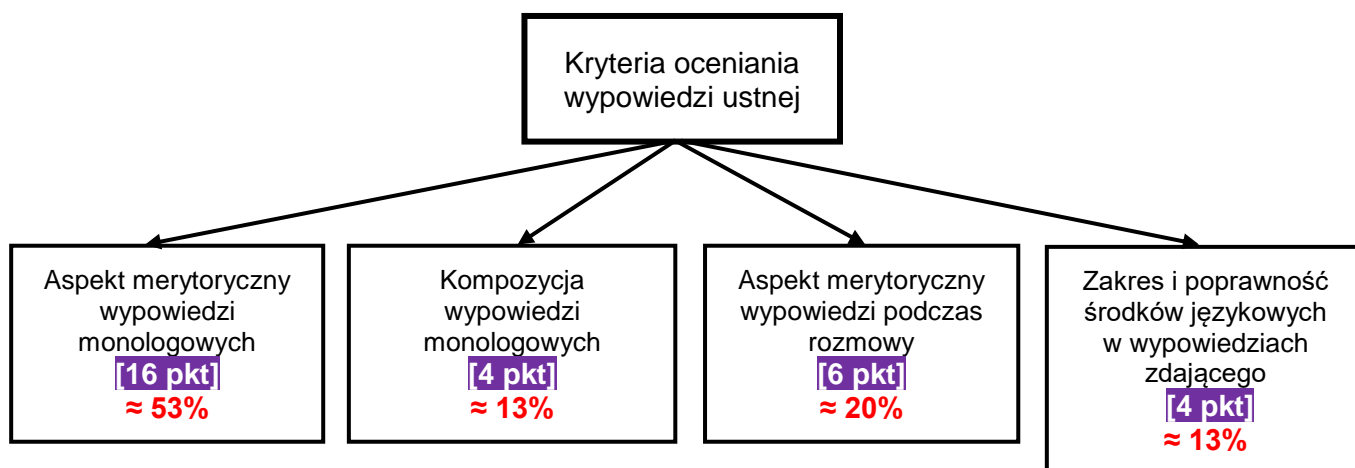 Kryteria oceniania
wypowiedzi ustnej
Aspekt merytoryczny
wypowiedzi
monologowych
[16 pkt]
≈ 53%
Kompozycja
wypowiedzi
monologowych
[4 pkt]
≈ 13%
Aspekt merytoryczny
wypowiedzi podczas
rozmowy
[6 pkt]
≈ 20%
Zakres i poprawność
środków językowych
w wypowiedziach
zdającego
[4 pkt]
≈ 13%